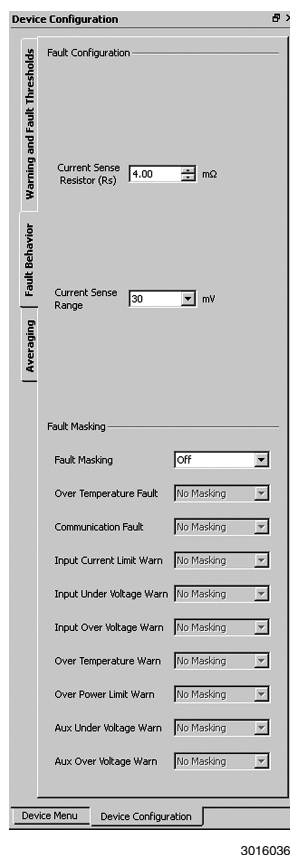 Device Configuration
Warning and Fault Thresholds
Fault Behavior
Averaging
Fault Configuration
Current Sense
Resistor (Rs)
4.00 mΩ
Current Sense
Range
30 mV
Fault Masking
Fault Masking Off
Over Temperature Fault No Masking
Communication Fault No Masking
Input Current Limit Warn No Masking
Input Under Voltage Warn No Masking
Input Over Voltage Warn No Masking
Over Temperature Warn No Masking
Over Power Limit Warn No Masking
Aux Under Voltage Warn No Masking
Aux Over Voltage Warn No Masking
Device Menu Device Configuration
3016036